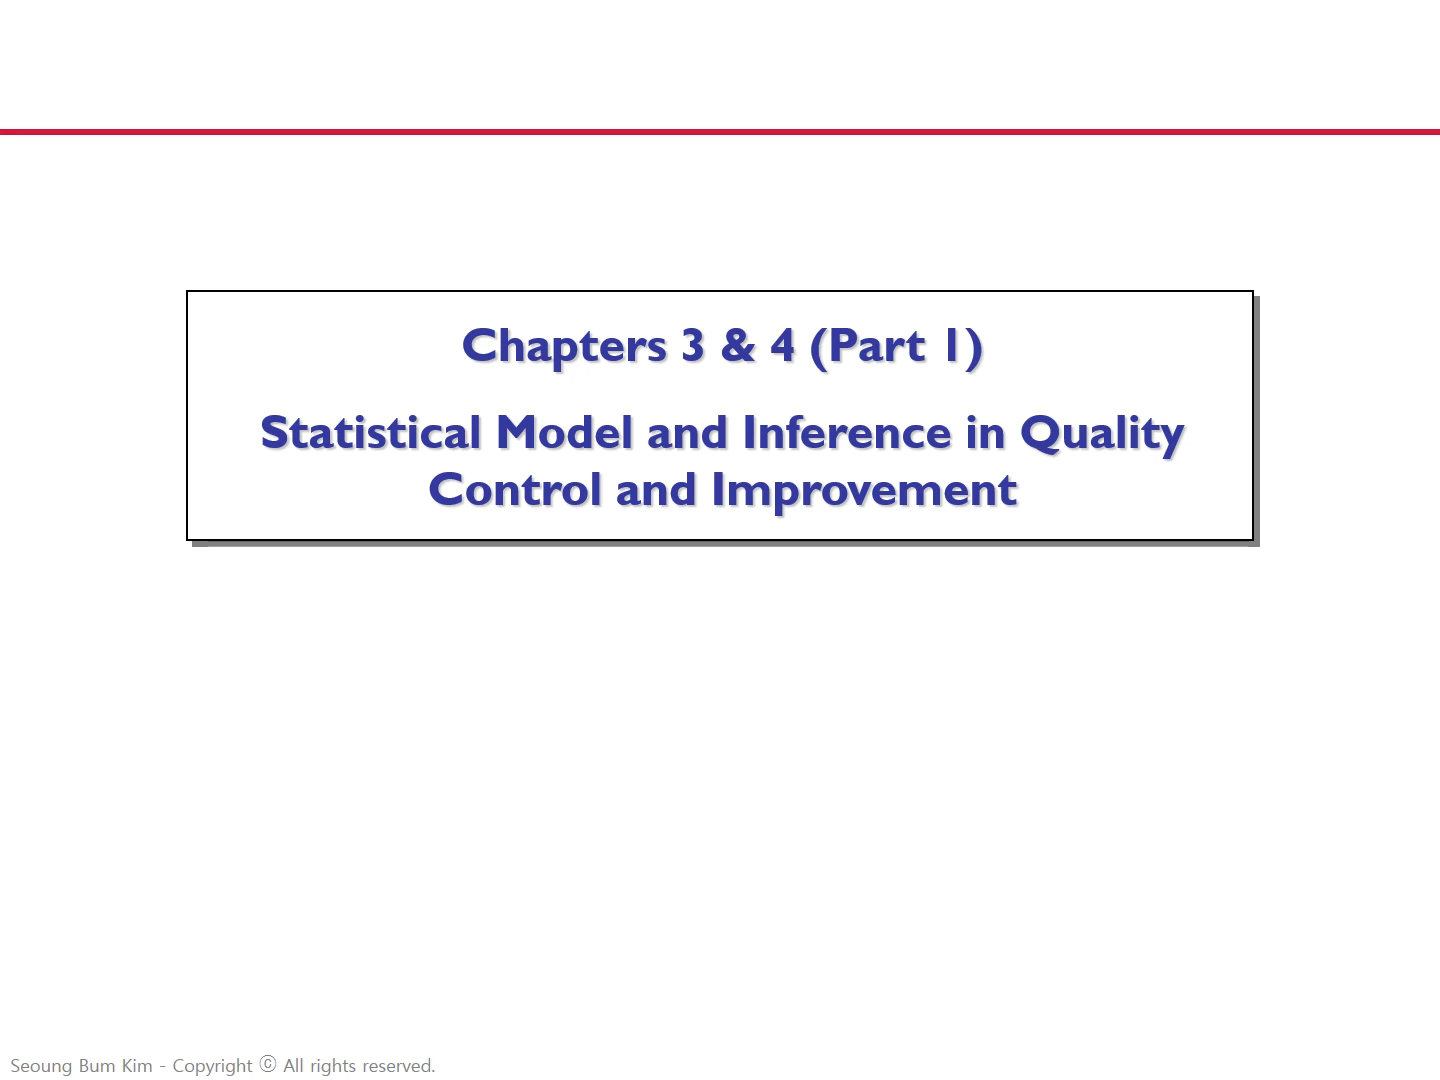 Chapters 3 & 4 (Part 1)
Statistical Model and Inference in Quality
Control and Improvement
Seoung Bum Kim - Copyright ⓒ All rights reserved.